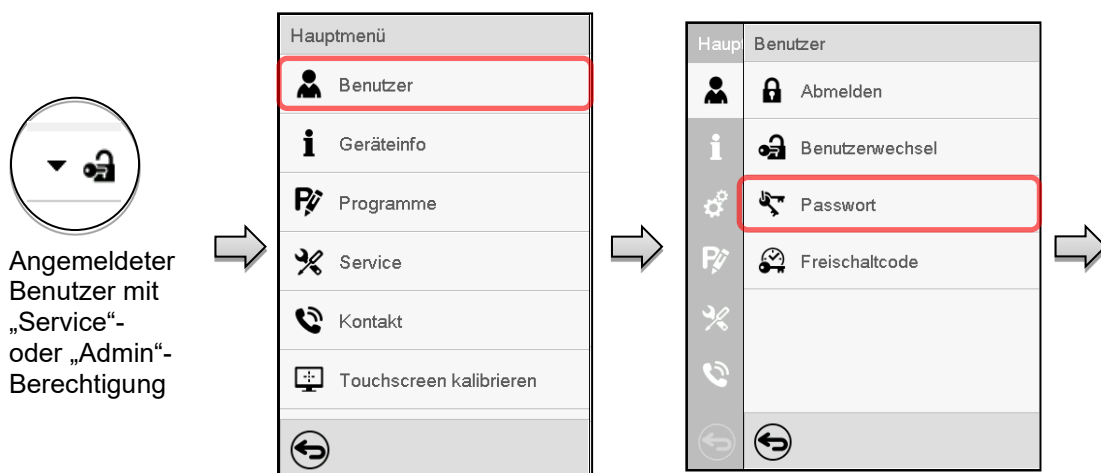 Angemeldeter
Benutzer mit
„Service“-
oder „Admin“-
Berechtigung
Hauptmenü
Benutzer
Geräteinfo
Programme
Service
Kontakt
Touchscreen kalibrieren
Haup
Benutzer
Abmelden
Benutzerwechsel
Passwort
Freischaltcode